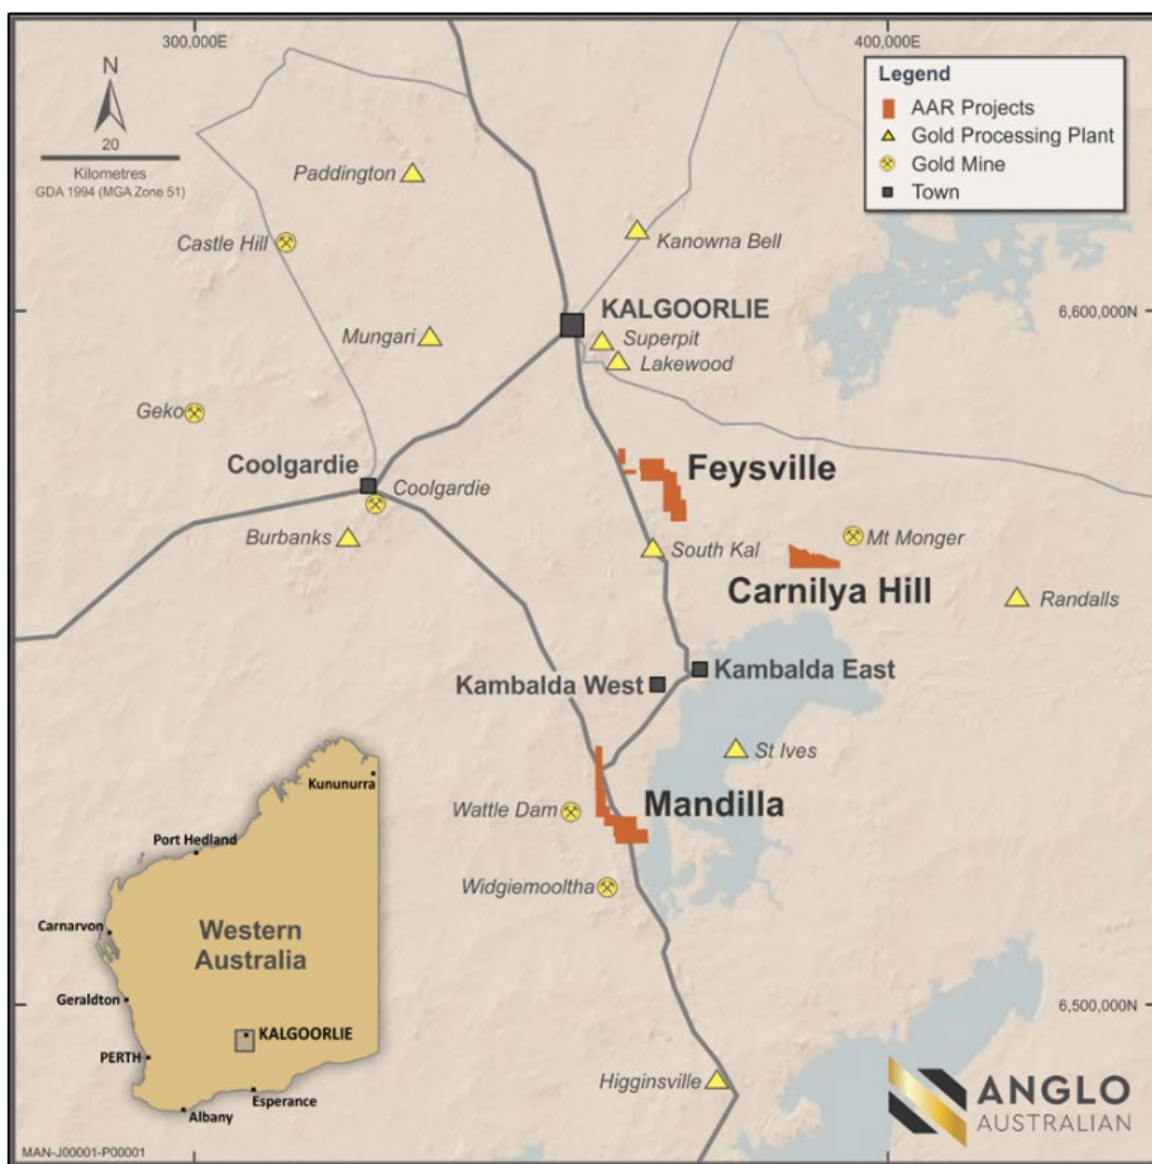 300,000E
400,000E
N
20
Kilometres
GDA 1994 (MGA Zone 51)
Legend
AAR Projects
Gold Processing Plant
Gold Mine
Town
Paddington
Castle Hill
Kanowna Bell
KALGOORLIE
6,600,000N
Mungari
Superpit
Lakewood
Geko
Coolgardie
Coolgardie
Feysville
Burbanks
South Kal
Mt Monger
Carnilya Hill
Randalls
Kambalda East
Kambalda West
St Ives
Wattle Dam
Mandilla
Widgiemooltha
Kununurra
Port Hedland
Carnarvon
Western
Australia
Geraldton
KALGOORLIE
PERTH
Esperance
Albany
6,500,000N
Higginsville
ANGLO
AUSTRALIAN
MAN-J00001-P00001